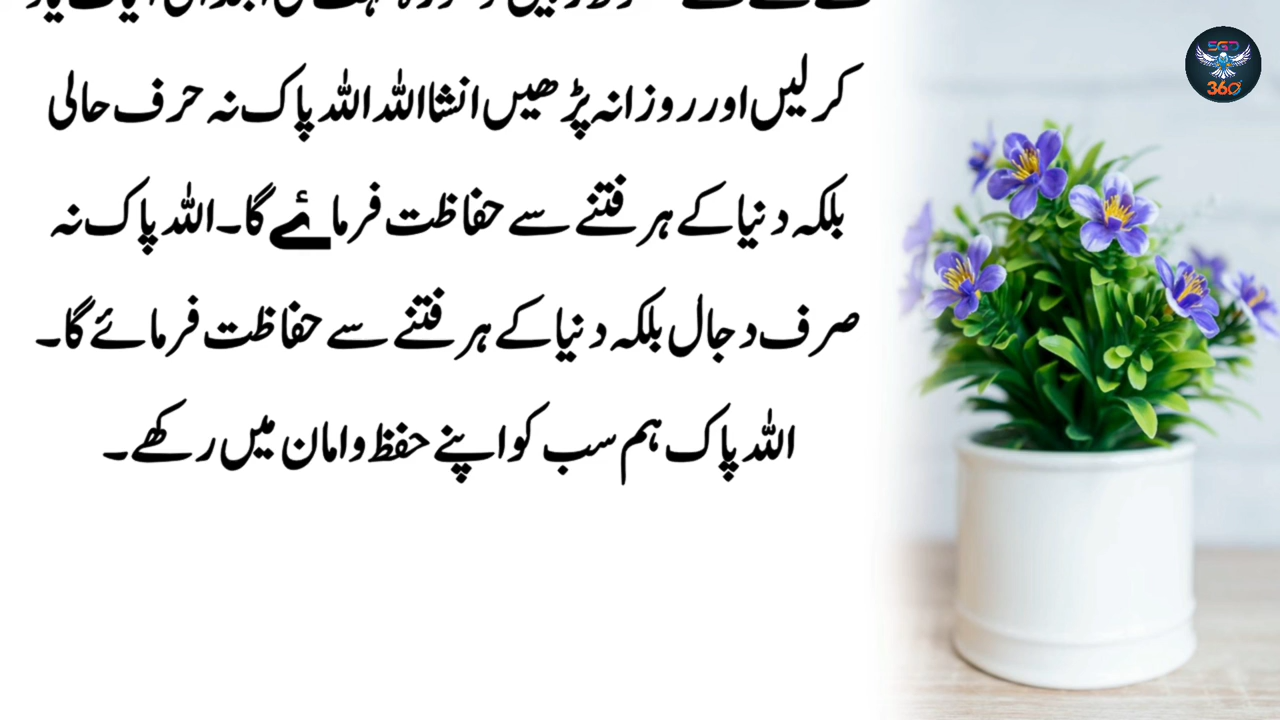 کر لیں اور روزانہ پڑھیں انشااللہ اللہ پاک نہ حرف حالی
بلکہ دنیا کے ہر فتنے سے حفاظت فرمائے گا۔ اللہ پاک نہ
صرف دجال بلکہ دنیا کے ہر فتنے سے حفاظت فرمائے گا۔
اللہ پاک ہم سب کو اپنے حفظ و امان میں رکھے۔
SGD
360